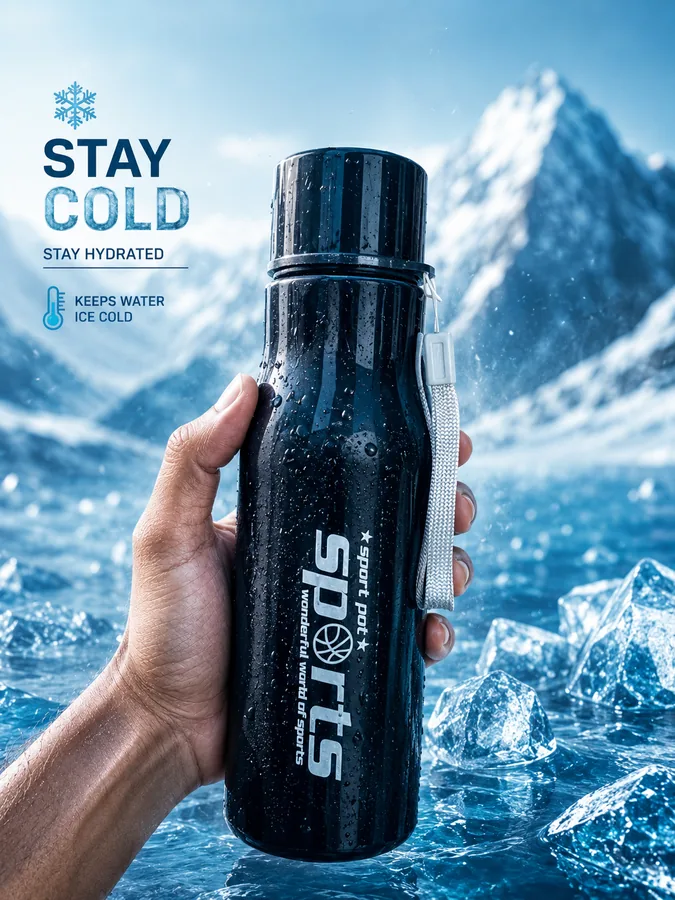 STAY
COLD
STAY HYDRATED
KEEPS WATER
ICE COLD
★ sport pot ★
sports
wonderful world of sports